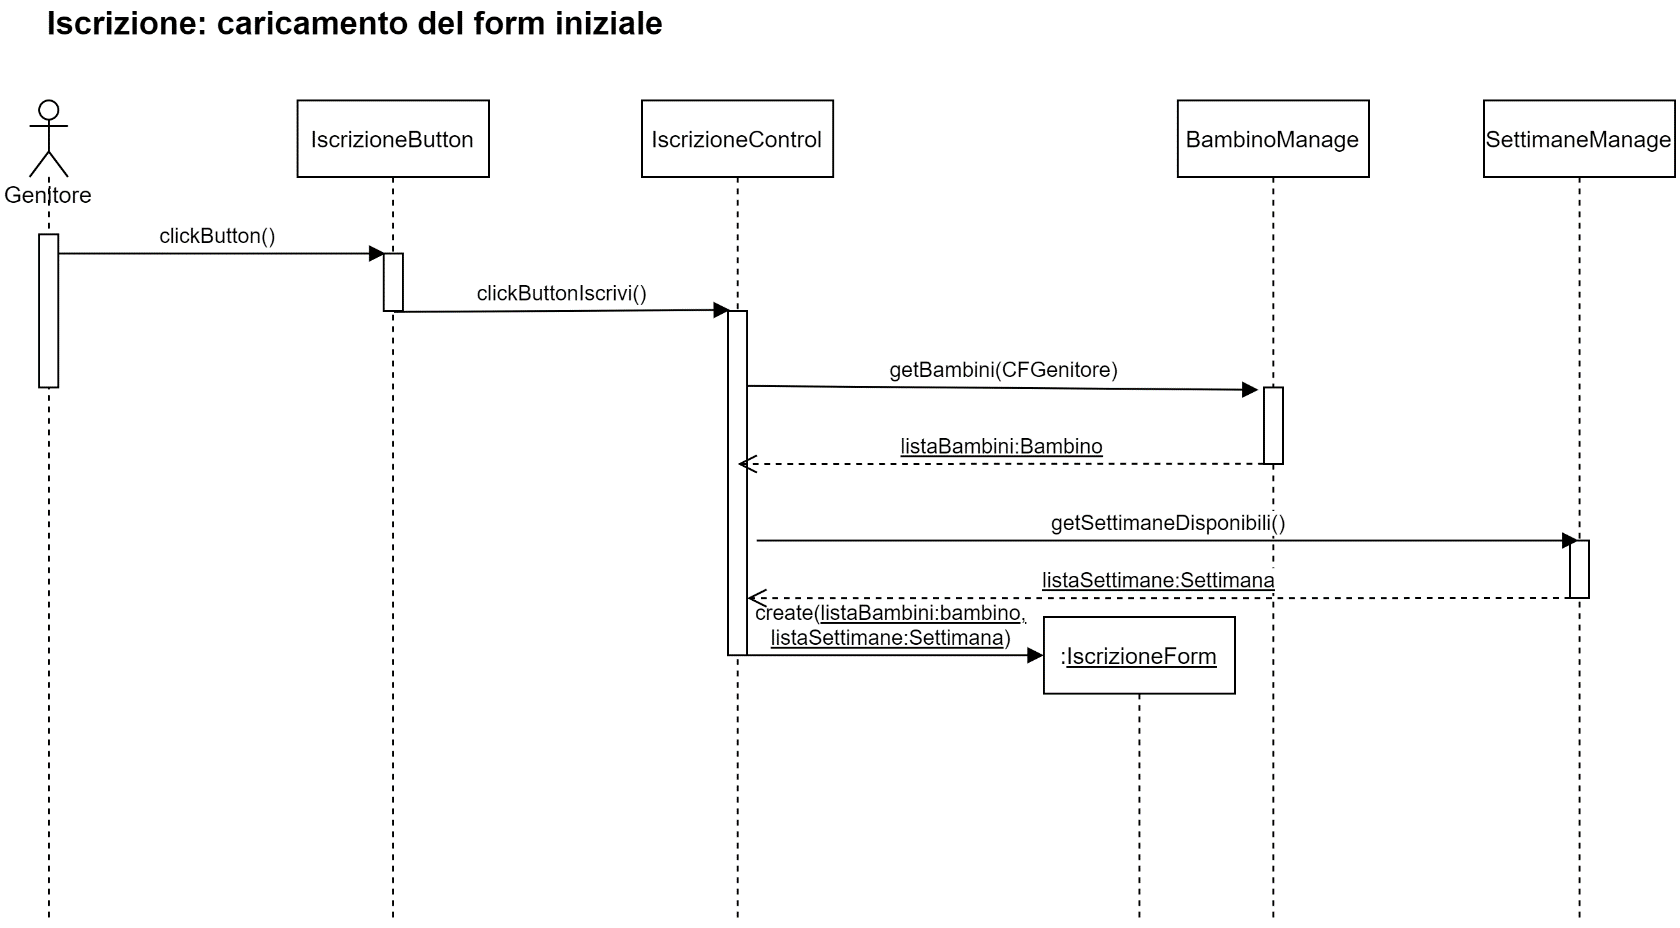 Iscrizione: caricamento del form iniziale
Genitore
IscrizioneButton
IscrizioneControl
BambinoManage
SettimaneManage
clickButton()
clickButtonIscrivi()
getBambini(CFGenitore)
listaBambini:Bambino
getSettimaneDisponibili()
listaSettimane:Settimana
create(listaBambini:bambino,
listaSettimane:Settimana)
:IscrizioneForm